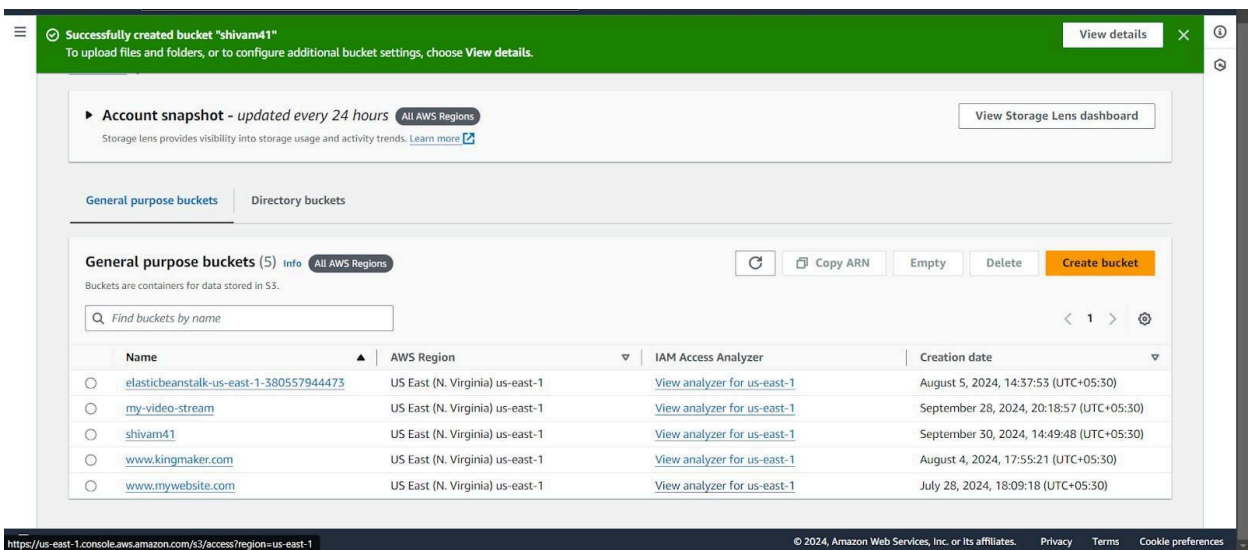 Successfully created bucket "shivam41"
To upload files and folders, or to configure additional bucket settings, choose View details.
View details
Account snapshot - updated every 24 hours All AWS Regions
View Storage Lens dashboard
Storage lens provides visibility into storage usage and activity trends. Learn more
General purpose buckets Directory buckets
General purpose buckets (5) Info All AWS Regions
Copy ARN Empty Delete Create bucket
Buckets are containers for data stored in S3.
Find buckets by name
< 1 >
Name AWS Region IAM Access Analyzer Creation date
elasticbeanstalk-us-east-1-380557944473 US East (N. Virginia) us-east-1 View analyzer for us-east-1 August 5, 2024, 14:37:53 (UTC+05:30)
my-video-stream US East (N. Virginia) us-east-1 View analyzer for us-east-1 September 28, 2024, 20:18:57 (UTC+05:30)
shivam41 US East (N. Virginia) us-east-1 View analyzer for us-east-1 September 30, 2024, 14:49:48 (UTC+05:30)
www.kingmaker.com US East (N. Virginia) us-east-1 View analyzer for us-east-1 August 4, 2024, 17:55:21 (UTC+05:30)
www.mywebsite.com US East (N. Virginia) us-east-1 View analyzer for us-east-1 July 28, 2024, 18:09:18 (UTC+05:30)
https://us-east-1.console.aws.amazon.com/s3/access?region=us-east-1 © 2024, Amazon Web Services, Inc. or its affiliates. Privacy Terms Cookie preferences